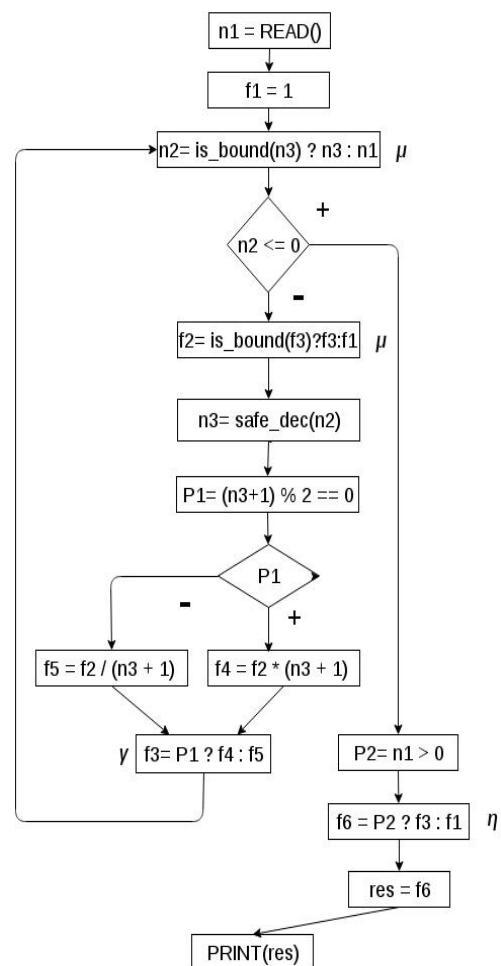 n1 = READ()
f1 = 1
n2= is_bound(n3) ? n3 : n1 μ
+
n2 <= 0
-
f2= is_bound(f3)?f3:f1 μ
n3= safe_dec(n2)
P1= (n3+1) % 2 == 0
P1
- +
f5 = f2 / (n3 + 1) f4 = f2 * (n3 + 1)
γ f3= P1 ? f4 : f5 P2= n1 > 0
f6 = P2 ? f3 : f1 η
res = f6
PRINT(res)